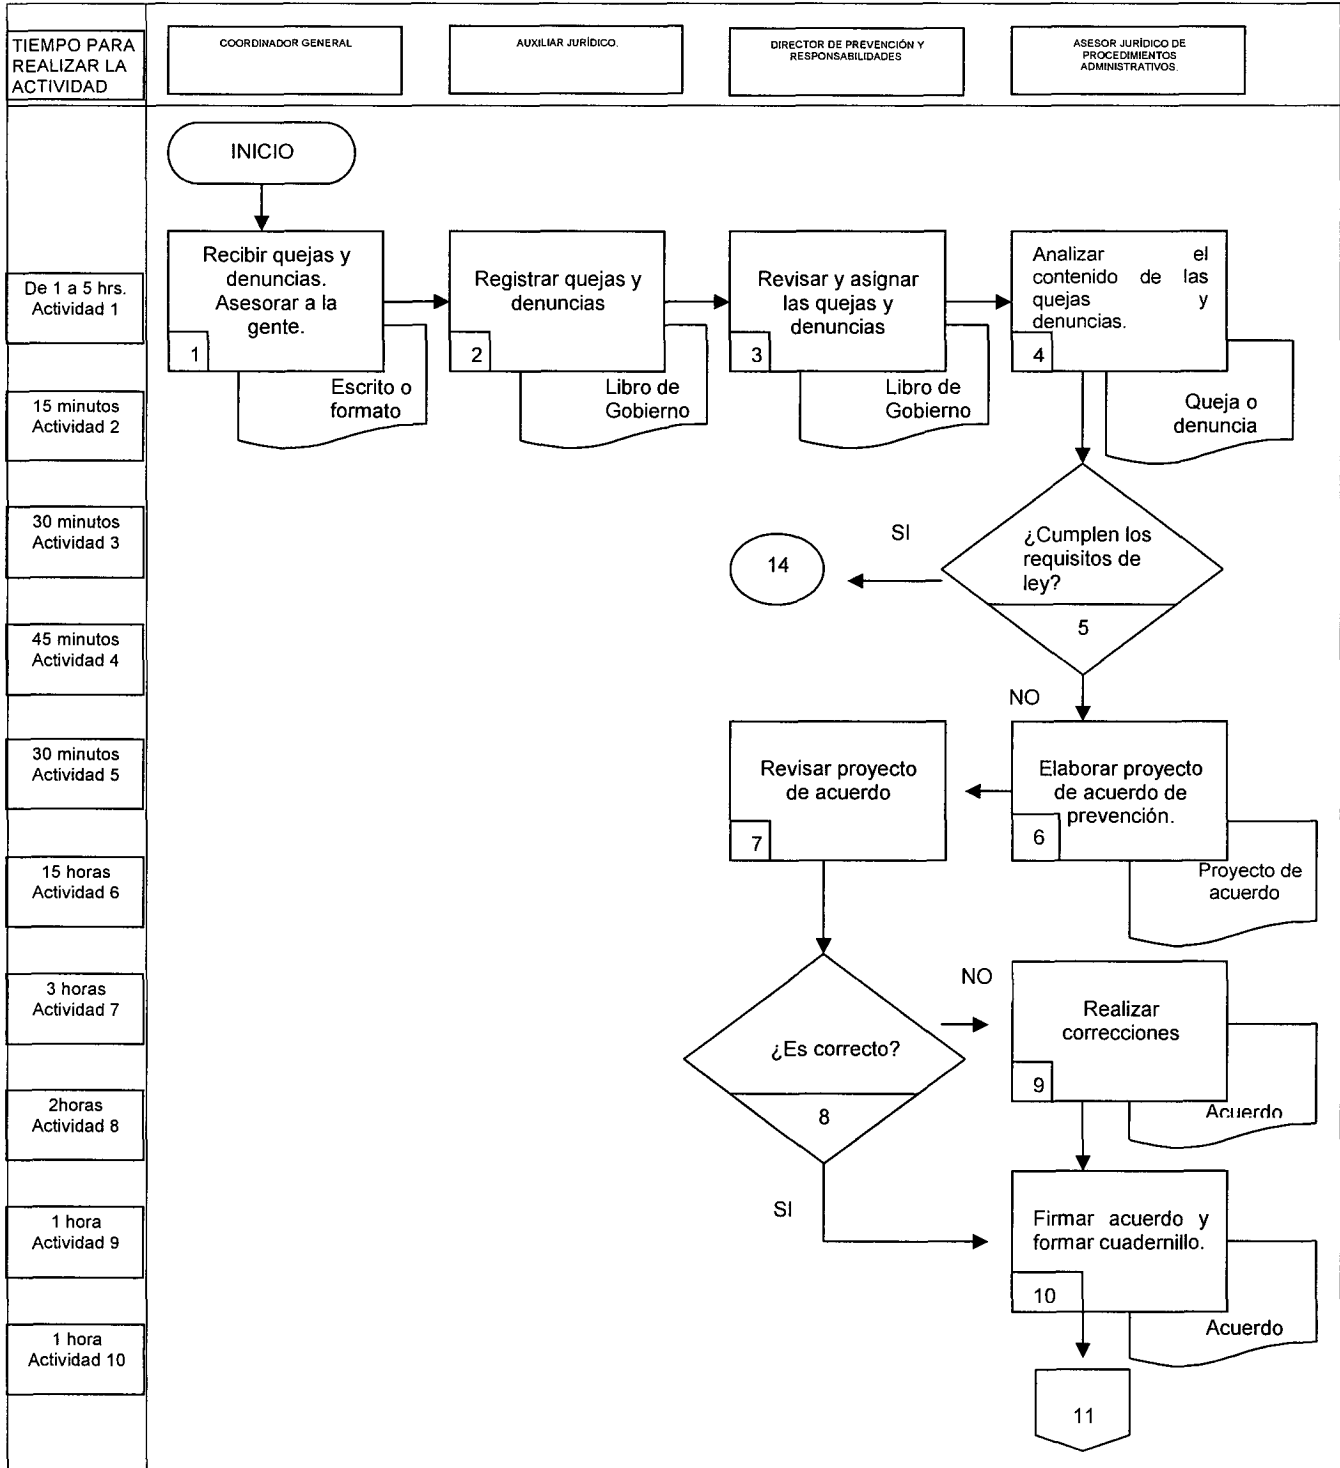 TIEMPO PARA
REALIZAR LA
ACTIVIDAD
COORDINADOR GENERAL
AUXILIAR JURÍDICO.
DIRECTOR DE PREVENCIÓN Y
RESPONSABILIDADES
ASESOR JURÍDICO DE
PROCEDIMIENTOS
ADMINISTRATIVOS.
INICIO
De 1 a 5 hrs.
Actividad 1
Recibir quejas y
denuncias.
Asesorar a la
gente.
1
Escrito o
formato
Registrar quejas y
denuncias
2
Libro de
Gobierno
Revisar y asignar
las quejas y
denuncias
3
Libro de
Gobierno
Analizar el
contenido de las
quejas y
denuncias.
4
Queja o
denuncia
15 minutos
Actividad 2
30 minutos
Actividad 3
SI
14
¿Cumplen los
requisitos de
ley?
5
45 minutos
Actividad 4
NO
30 minutos
Actividad 5
Revisar proyecto
de acuerdo
7
Elaborar proyecto
de acuerdo de
prevención.
6
Proyecto de
acuerdo
15 horas
Actividad 6
3 horas
Actividad 7
NO
¿Es correcto?
8
Realizar
correcciones
9
Acuerdo
2horas
Actividad 8
SI
1 hora
Actividad 9
Firmar acuerdo y
formar cuadernillo.
10
Acuerdo
1 hora
Actividad 10
11